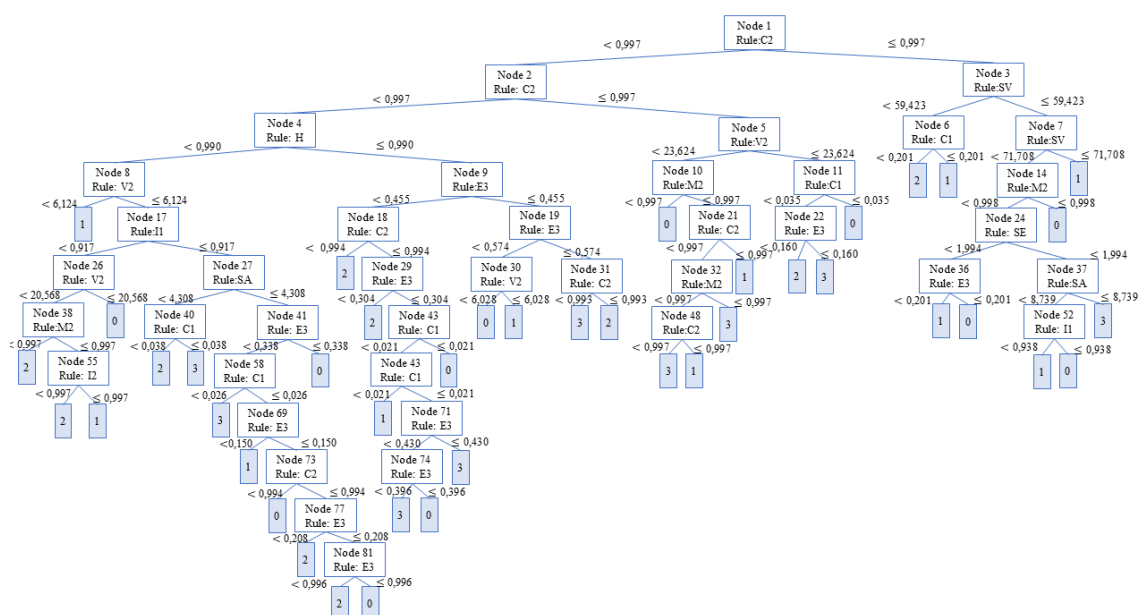 Node 1
Rule:C2
< 0,997
≤ 0,997
Node 2
Rule: C2
Node 3
Rule:SV
< 0,997
≤ 0,997
< 59,423
≤ 59,423
Node 4
Rule: H
Node 5
Rule:V2
Node 6
Rule: C1
Node 7
Rule:SV
< 0,990
≤ 0,990
< 23,624
≤ 23,624
< 0,201
≤ 0,201
< 71,708
≤ 71,708
Node 8
Rule: V2
Node 9
Rule:E3
Node 10
Rule:M2
Node 11
Rule:C1
2
1
Node 14
Rule:M2
1
< 6,124
≤ 6,124
< 0,455
≤ 0,455
< 0,997
≤ 0,997
< 0,035
≤ 0,035
< 0,998
≤ 0,998
1
Node 17
Rule:I1
Node 18
Rule: C2
Node 19
Rule: E3
0
Node 21
Rule: C2
Node 22
Rule: E3
0
Node 24
Rule: SE
0
< 0,917
≤ 0,917
< 0,994
≤ 0,994
< 0,574
≤ 0,574
< 0,997
≤ 0,997
< 0,160
≤ 0,160
< 1,994
≤ 1,994
Node 26
Rule: V2
Node 27
Rule:SA
2
Node 29
Rule: E3
Node 30
Rule: V2
Node 31
Rule: C2
Node 32
Rule:M2
1
2
3
Node 36
Rule: E3
Node 37
Rule:SA
< 20,568
≤ 20,568
< 4,308
≤ 4,308
< 0,304
≤ 0,304
< 6,028
≤ 6,028
< 0,993
≤ 0,993
< 0,997
≤ 0,997
< 0,201
≤ 0,201
< 8,739
≤ 8,739
Node 38
Rule:M2
0
Node 40
Rule: C1
Node 41
Rule: E3
2
Node 43
Rule: C1
0
1
3
2
Node 48
Rule:C2
3
1
0
Node 52
Rule: I1
3
< 0,997
≤ 0,997
< 0,038
≤ 0,038
< 0,338
≤ 0,338
< 0,021
≤ 0,021
< 0,997
≤ 0,997
< 0,938
≤ 0,938
2
Node 55
Rule: I2
2
3
Node 58
Rule: C1
0
Node 43
Rule: C1
0
3
1
1
0
< 0,997
≤ 0,997
< 0,026
≤ 0,026
< 0,021
≤ 0,021
2
1
3
Node 69
Rule: E3
1
Node 71
Rule: E3
<0,150
≤ 0,150
< 0,430
≤ 0,430
1
Node 73
Rule: C2
Node 74
Rule: E3
3
< 0,994
≤ 0,994
< 0,396
≤ 0,396
0
Node 77
Rule: E3
3
0
< 0,208
≤ 0,208
2
Node 81
Rule: E3
< 0,996
≤ 0,996
2
0